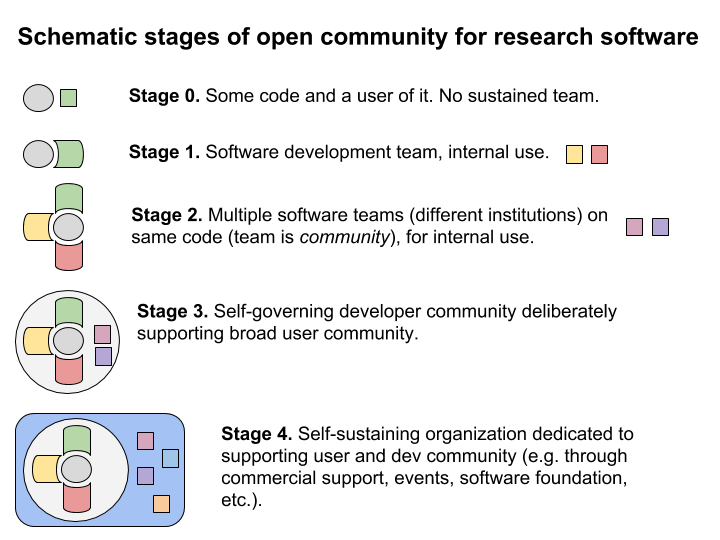 Schematic stages of open community for research software
Stage 0. Some code and a user of it. No sustained team.
Stage 1. Software development team, internal use.
Stage 2. Multiple software teams (different institutions) on
same code (team is community), for internal use.
Stage 3. Self-governing developer community deliberately
supporting broad user community.
Stage 4. Self-sustaining organization dedicated to
supporting user and dev community (e.g. through
commercial support, events, software foundation,
etc.).